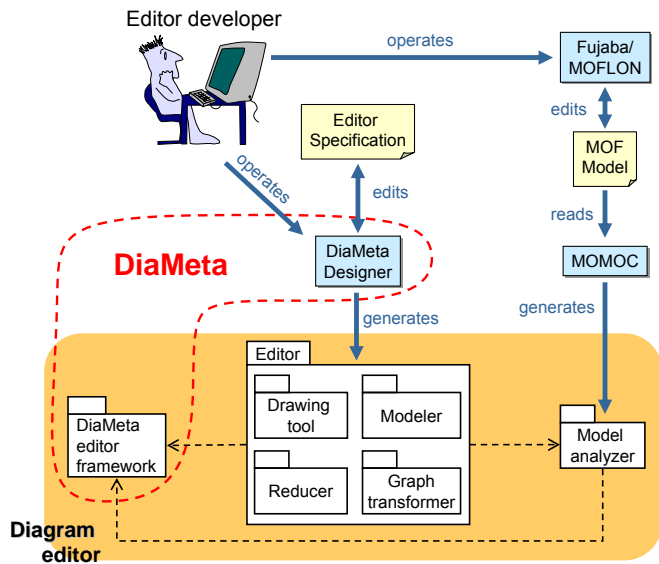 Editor developer
operates
Fujaba/
MOFLON
edits
Editor
Specification
MOF
Model
operates
edits
reads
DiaMeta
DiaMeta
Designer
MOMOC
generates
generates
Editor
Drawing
tool
Modeler
DiaMeta
editor
framework
Model
analyzer
Reducer
Graph
transformer
Diagram
editor